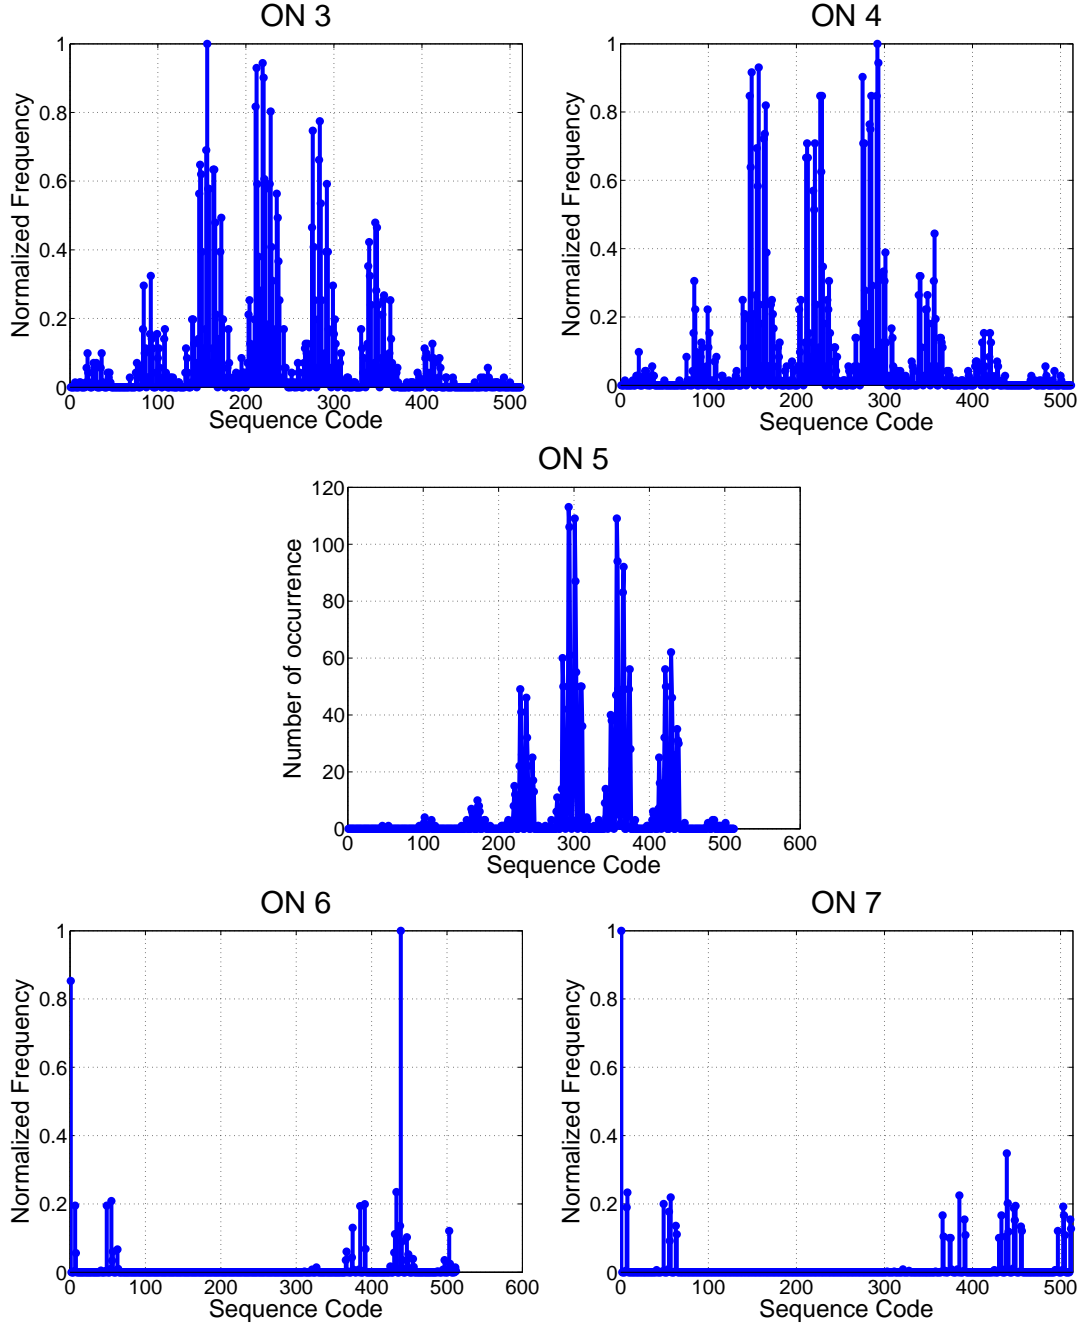 ON 3
Normalized Frequency
1
0.8
0.6
0.4
0.2
0
0 100 200 300 400 500
Sequence Code
ON 4
Normalized Frequency
1
0.8
0.6
0.4
0.2
0
0 100 200 300 400 500
Sequence Code
ON 5
Number of occurrence
120
100
80
60
40
20
0
0 100 200 300 400 500 600
Sequence Code
ON 6
Normalized Frequency
1
0.8
0.6
0.4
0.2
0
0 100 200 300 400 500 600
Sequence Code
ON 7
Normalized Frequency
1
0.8
0.6
0.4
0.2
0
0 100 200 300 400 500
Sequence Code